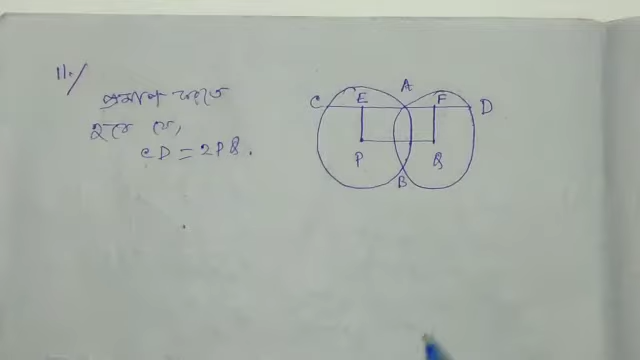 11./
প্রমাণ করতে
হবে যে,
CD = 2PQ.
A
C E F D
P Q
B